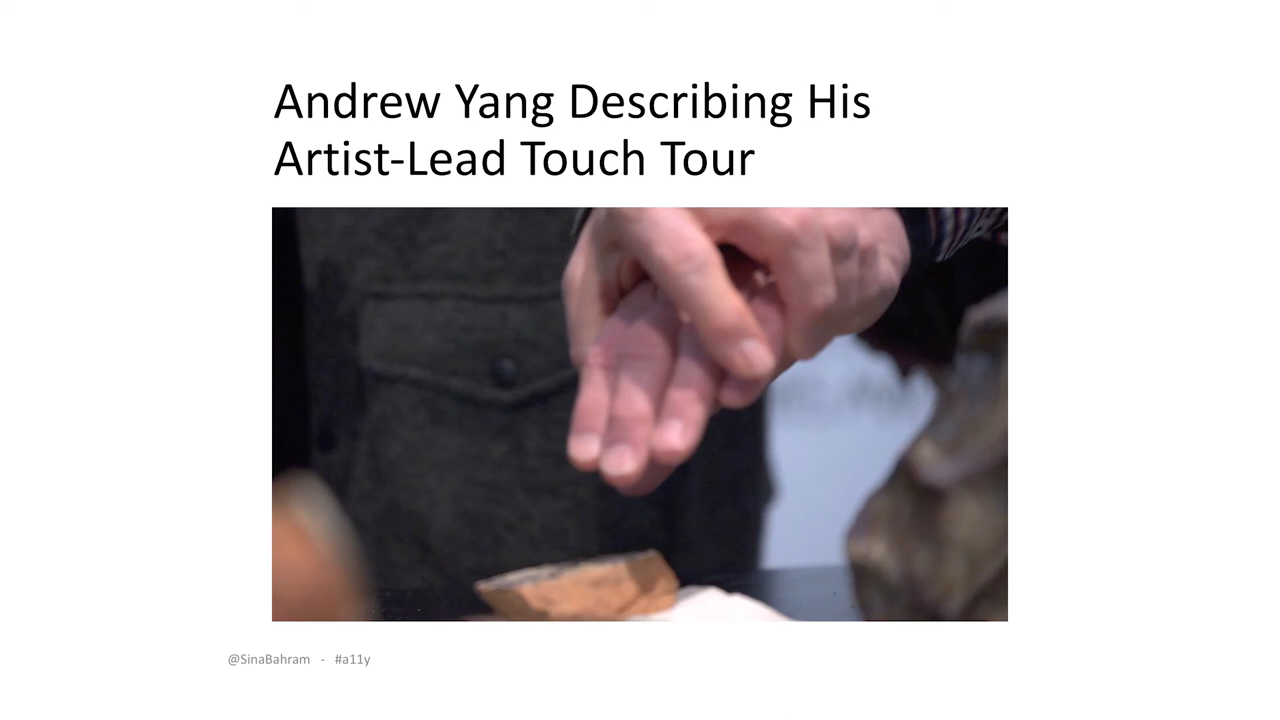 Andrew Yang Describing His
Artist-Lead Touch Tour
@SinaBahram - #a11y